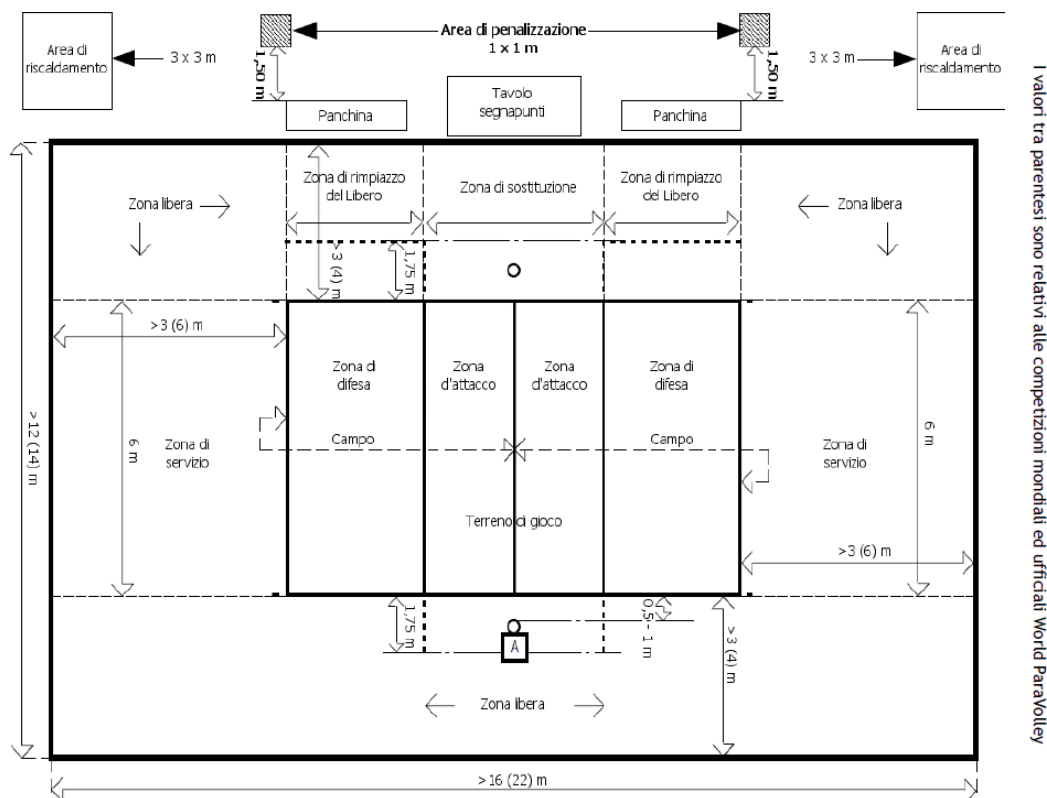 Area di penalizzazione
1 x 1 m
Area di
riscaldamento
3 x 3 m
1,50 m
1,50 m
3 x 3 m
Area di
riscaldamento
Panchina
Tavolo
segnapunti
Panchina
Zona di rimpiazzo
del Libero
Zona di sostituzione
Zona di rimpiazzo
del Libero
Zona libera
Zona libera
>3 (4) m
1,75 m
>3 (6) m
Zona di
difesa
Zona
d'attacco
Zona
d'attacco
Zona di
difesa
>12 (14) m
6 m
Zona di
servizio
Campo
Campo
Zona di
servizio
6 m
Terreno di gioco
>3 (6) m
1,75 m
A
0,5 - 1 m
>3 (4) m
Zona libera
>16 (22) m
I valori tra parentesi sono relativi alle competizioni mondiali ed ufficiali World ParaVolley